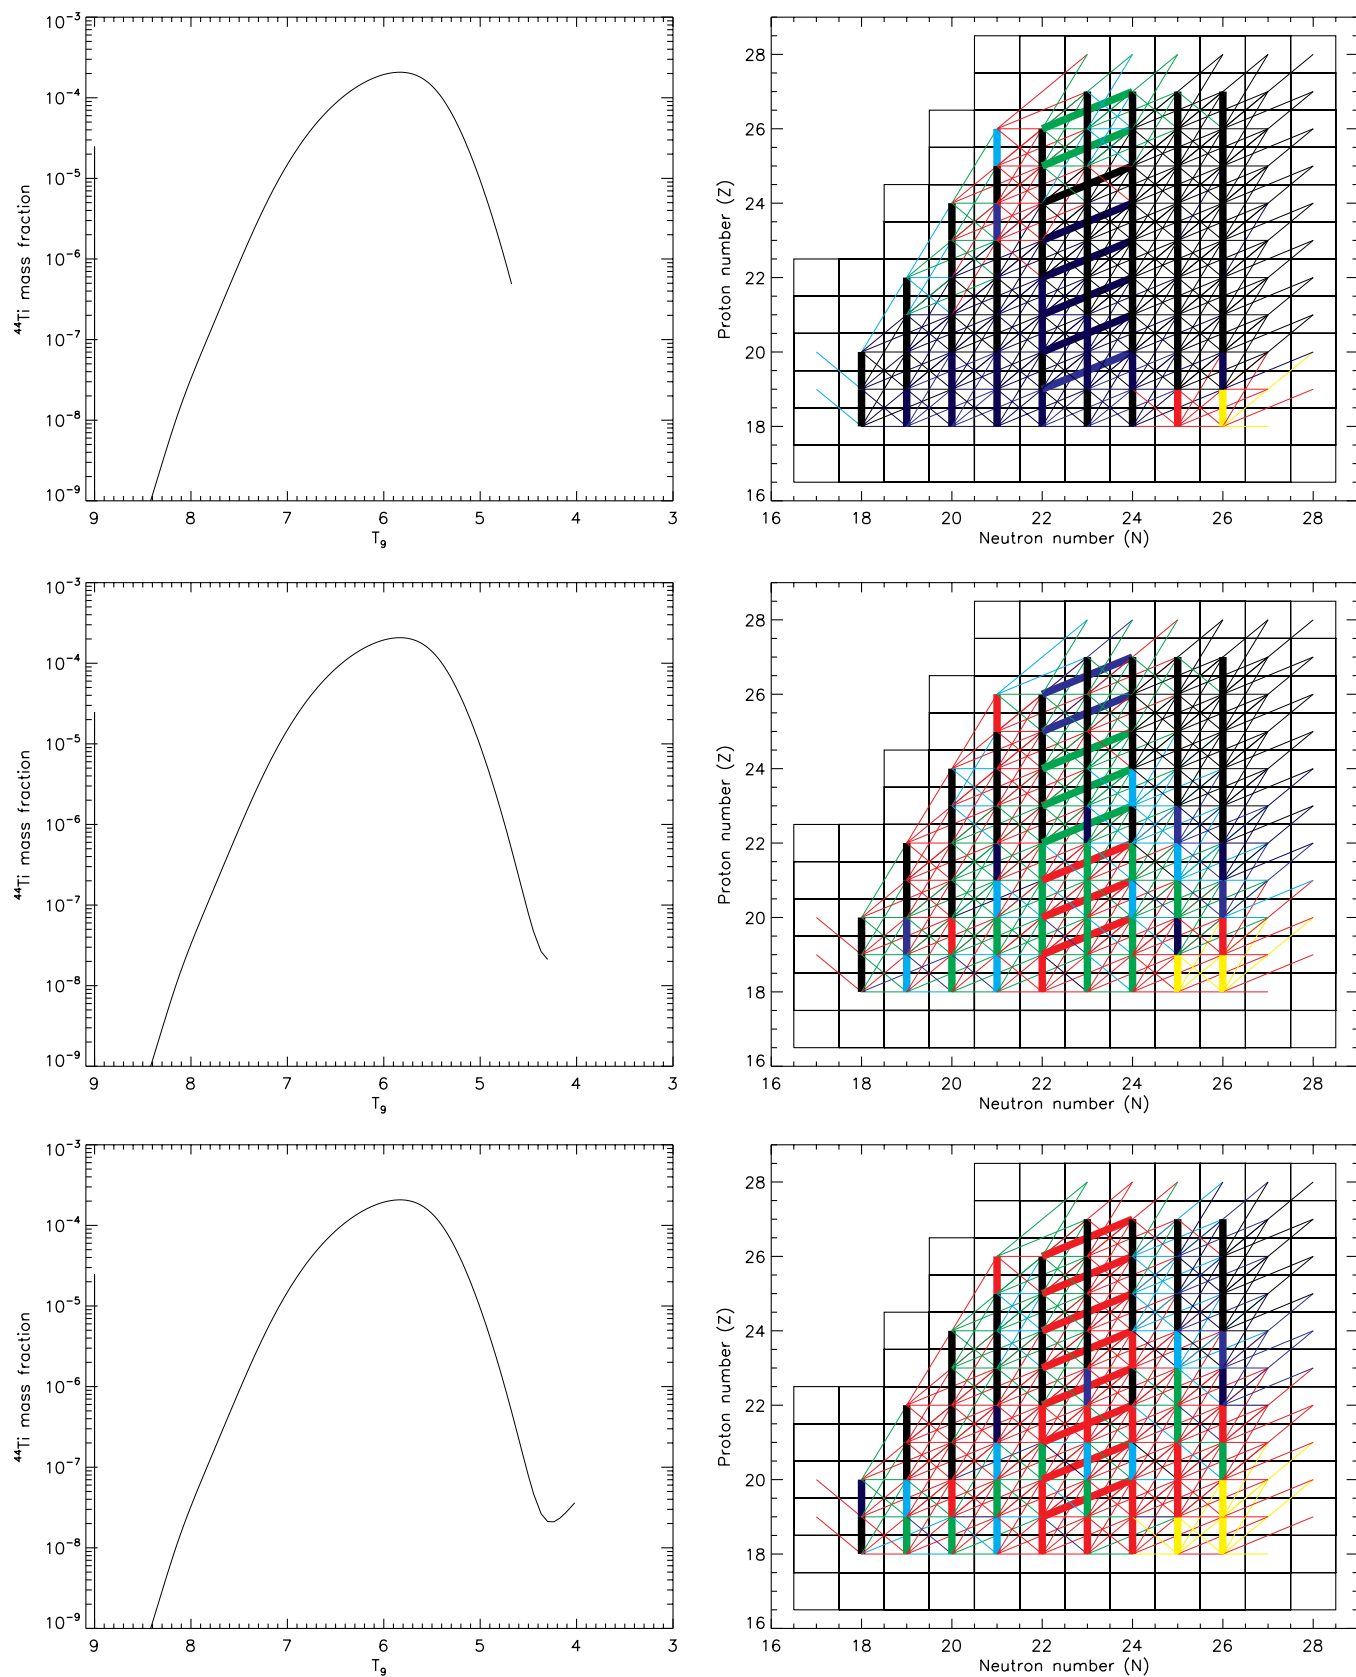 10⁻³
10⁻⁴
10⁻⁵
10⁻⁶
10⁻⁷
10⁻⁸
10⁻⁹
⁴⁴Ti mass fraction
9 8 7 6 5 4 3
T₉
28
26
24
22
20
18
16
Proton number (Z)
16 18 20 22 24 26 28
Neutron number (N)
10⁻³
10⁻⁴
10⁻⁵
10⁻⁶
10⁻⁷
10⁻⁸
10⁻⁹
⁴⁴Ti mass fraction
9 8 7 6 5 4 3
T₉
28
26
24
22
20
18
16
Proton number (Z)
16 18 20 22 24 26 28
Neutron number (N)
10⁻³
10⁻⁴
10⁻⁵
10⁻⁶
10⁻⁷
10⁻⁸
10⁻⁹
⁴⁴Ti mass fraction
9 8 7 6 5 4 3
T₉
28
26
24
22
20
18
16
Proton number (Z)
16 18 20 22 24 26 28
Neutron number (N)